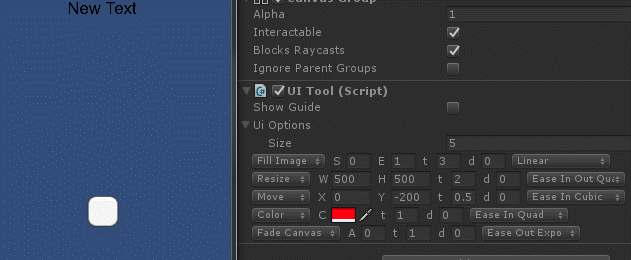 New Text
Canvas Group
Alpha 1
Interactable
Blocks Raycasts
Ignore Parent Groups
C# UI Tool (Script)
Show Guide
Ui Options
Size 5
Fill Image S 0 E 1 t 3 d 0 Linear
Resize W 500 H 500 t 2 d 0 Ease In Out Qua
Move X 0 Y -200 t 0.5 d 0 Ease In Cubic
Color C t 1 d 0 Ease In Quad
Fade Canvas A 0 t 1 d 0 Ease Out Expo